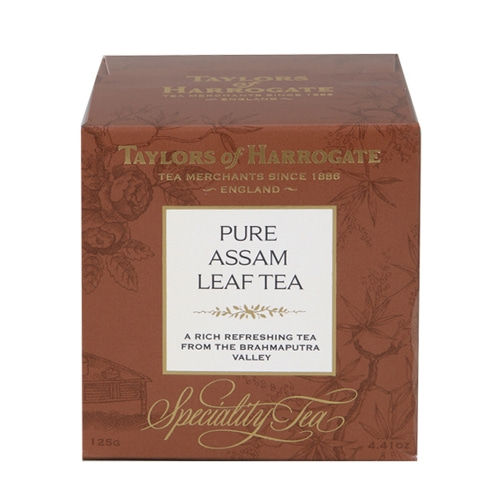 TAYLORS
of
HARROGATE
TEA MERCHANTS SINCE 1886
ENGLAND
TAYLORS of HARROGATE
TEA MERCHANTS SINCE 1886
ENGLAND
PURE
ASSAM
LEAF TEA
A RICH REFRESHING TEA
FROM THE BRAHMAPUTRA
VALLEY
Speciality Tea
125g 4.41oz